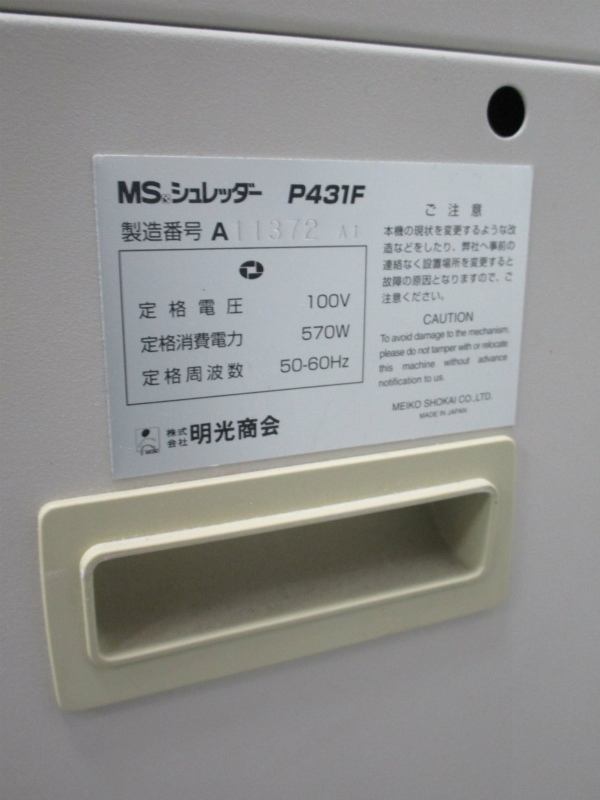 MS シュレッダー P431F
製造番号 A 11372 A1
定格電圧 100V
定格消費電力 570W
定格周波数 50-60Hz
株式会社 明光商会
ご注意
本機の現状を変更するような改
造などをしたり、弊社へ事前の
連絡なく設置場所を変更すると
故障の原因となりますので、ご
注意ください。
CAUTION
To avoid damage to the mechanism,
please do not tamper with or relocate
this machine without advance
notification to us.
MEIKO SHOKAI CO.,LTD.
MADE IN JAPAN